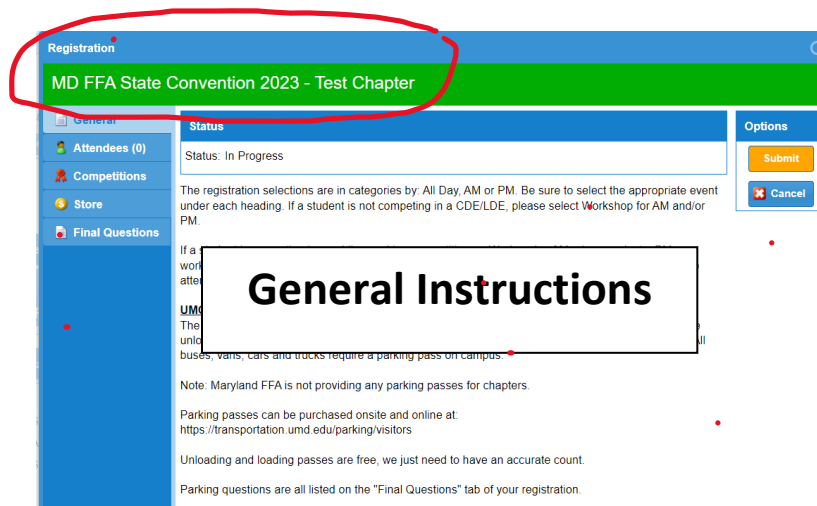 Registration
MD FFA State Convention 2023 - Test Chapter
General
Attendees (0)
Competitions
Store
Final Questions
Status
Status: In Progress
The registration selections are in categories by: All Day, AM or PM. Be sure to select the appropriate event
under each heading. If a student is not competing in a CDE/LDE, please select Workshop for AM and/or
PM.
If a
General Instructions
The
buses, vans, cars and trucks require a parking pass on campus.
Note: Maryland FFA is not providing any parking passes for chapters.
Parking passes can be purchased onsite and online at:
https://transportation.umd.edu/parking/visitors
Unloading and loading passes are free, we just need to have an accurate count.
Parking questions are all listed on the "Final Questions" tab of your registration.
Options
Submit
Cancel